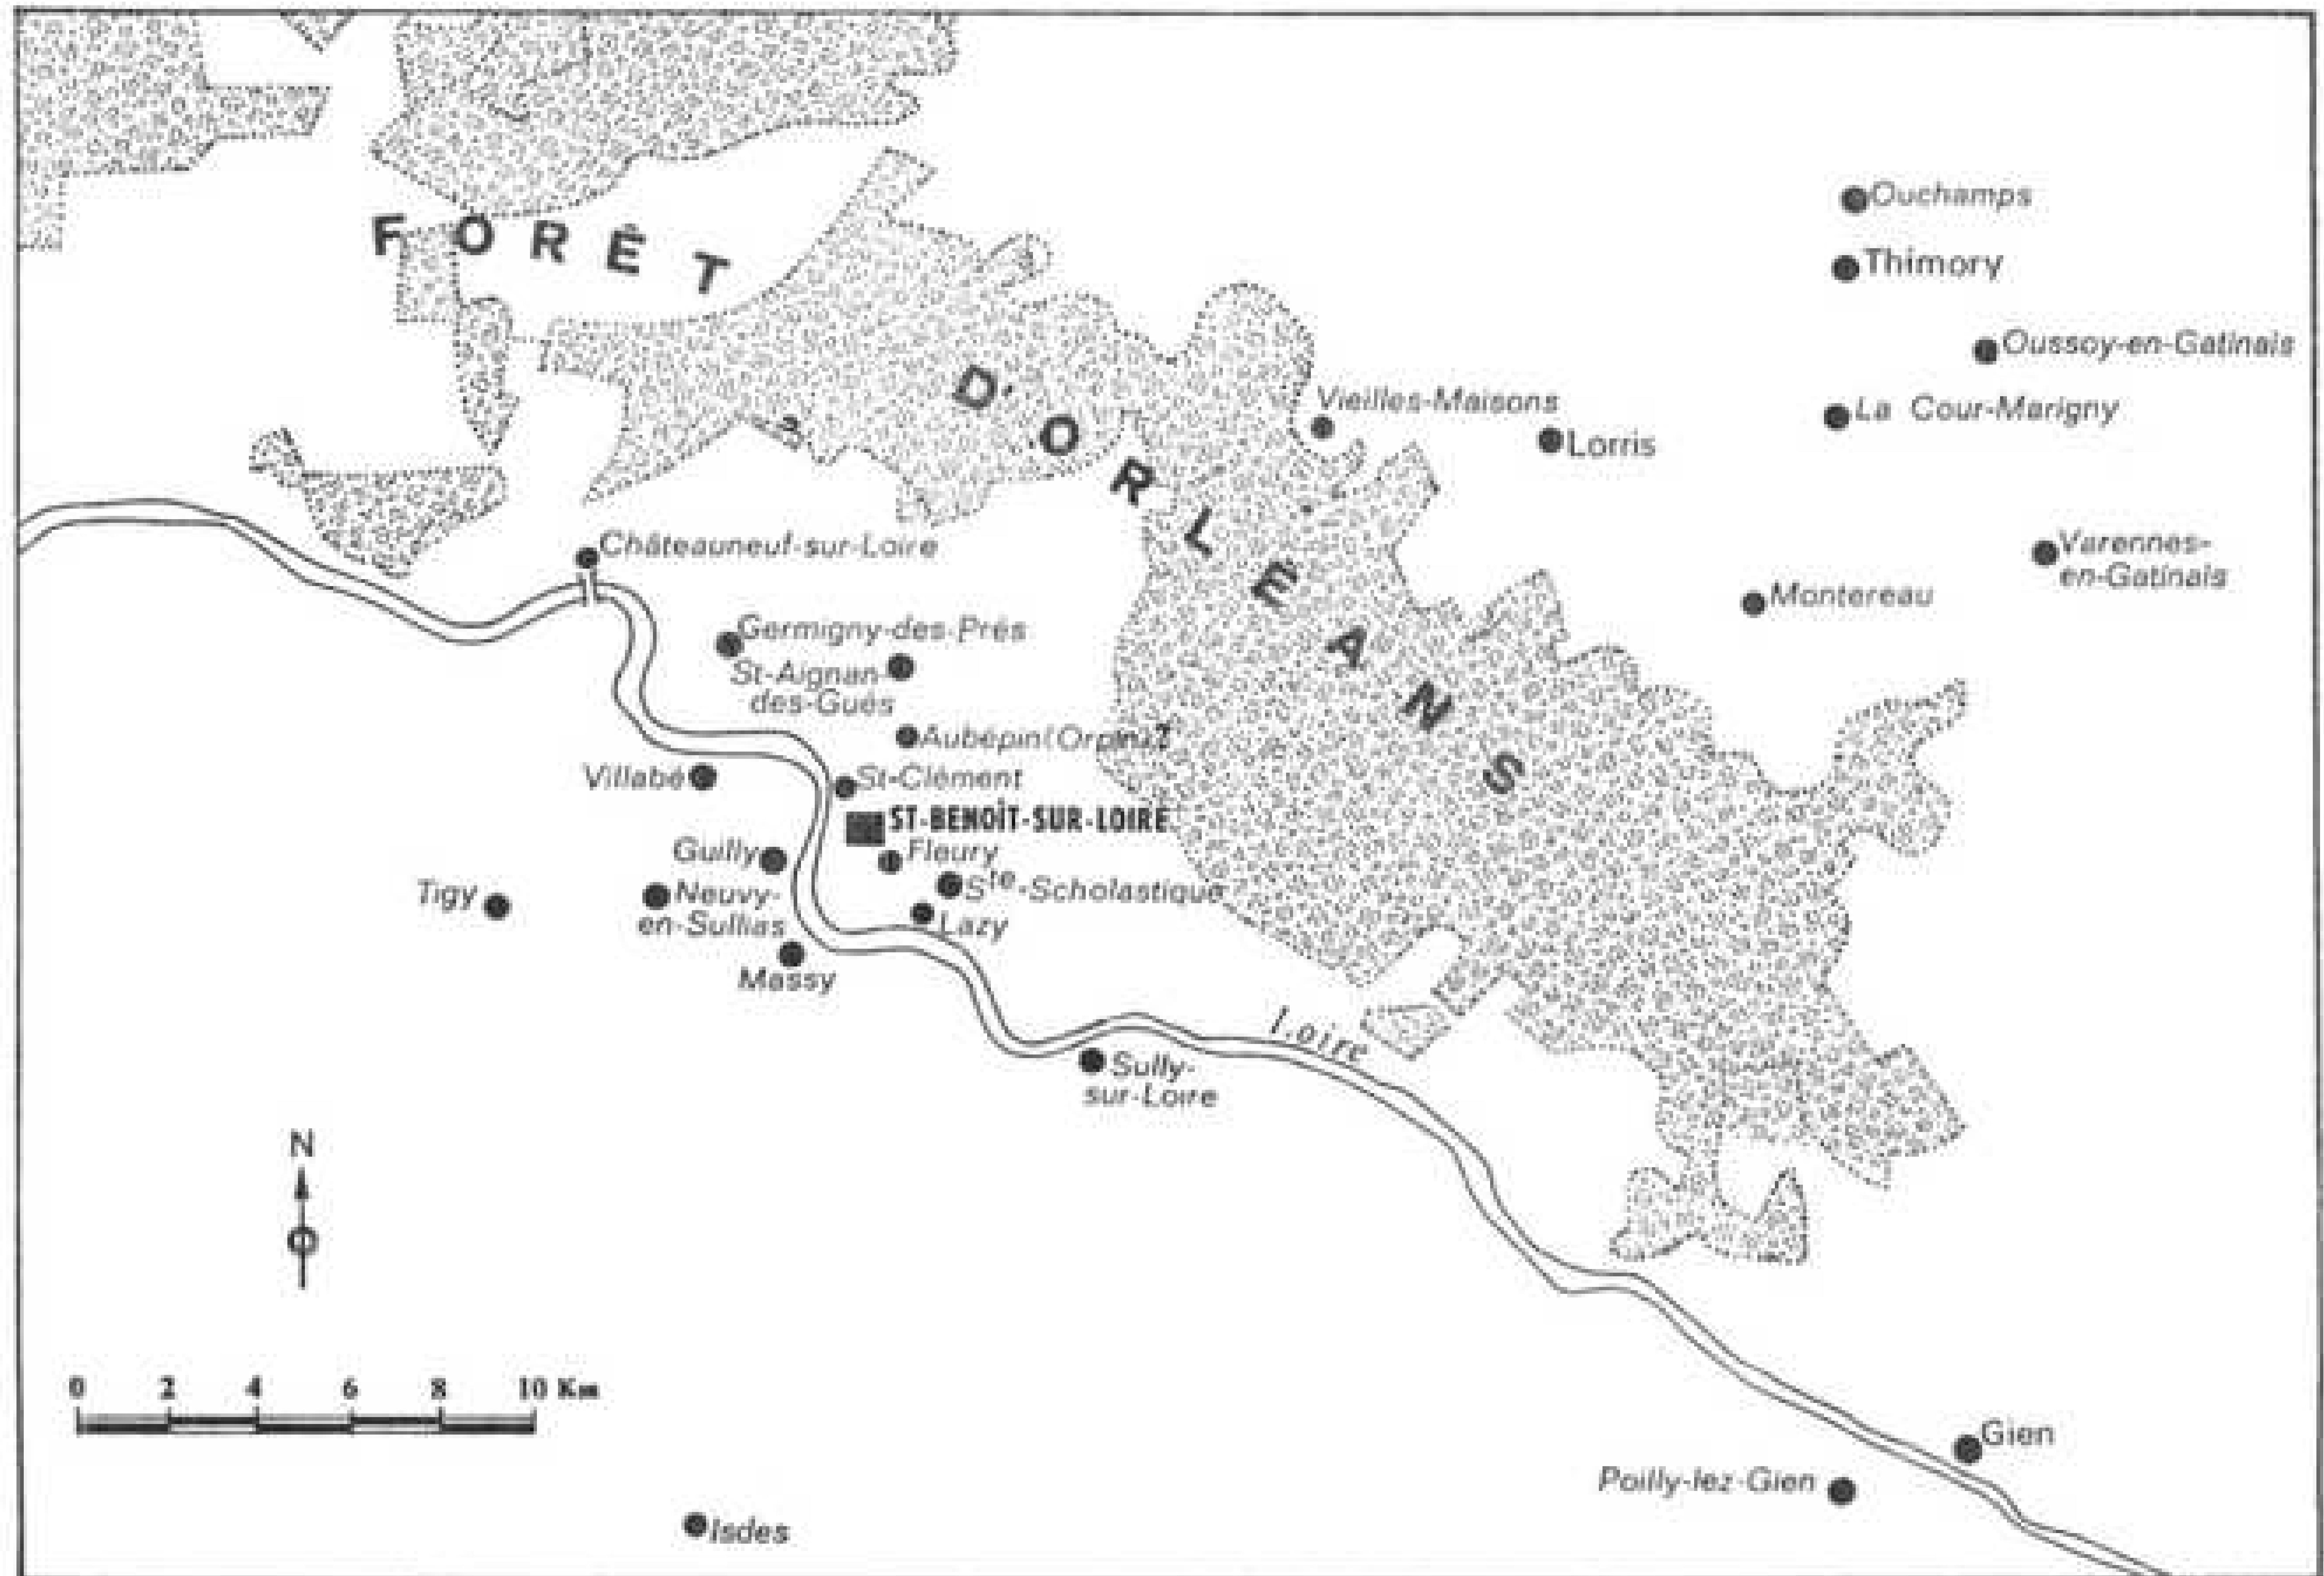 Ouchamps
FORÊT
Thimory
Oussoy-en-Gatinais
D'ORLÉANS
Vieilles-Maisons
La Cour-Marigny
Lorris
Châteauneuf-sur-Loire
Varennes-
en-Gatinais
Montereau
Germigny-des-Prés
St-Aignan-
des-Gués
Aubépin(Orpin)?
Villabé
St-Clément
ST-BENOÎT-SUR-LOIRE
Guilly
Fleury
Tigy
Neuvy-
en-Sullias
Ste-Scholastique
Lazy
Massy
Loire
Sully-
sur-Loire
N
0 2 4 6 8 10 Km
Gien
Poilly-lez-Gien
Isdes